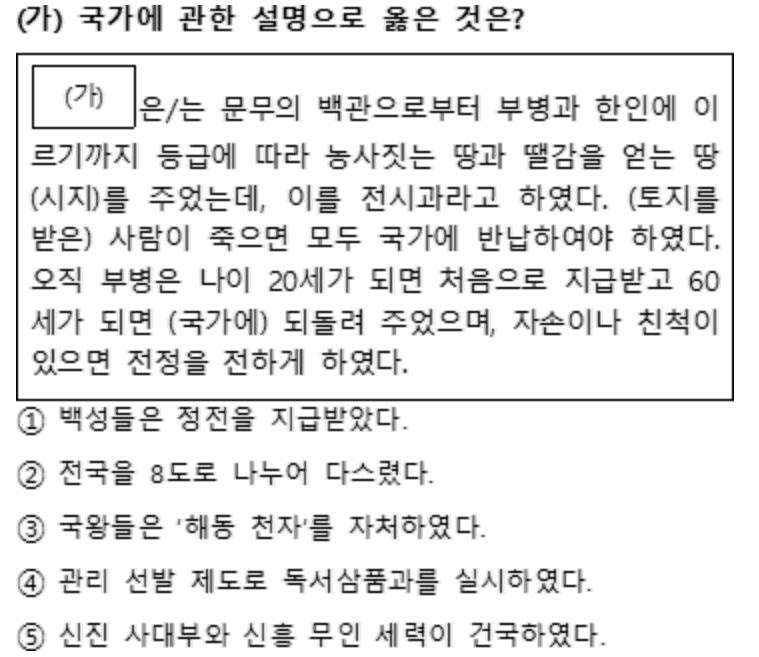 (가) 국가에 관한 설명으로 옳은 것은?
(가) 은/는 문무의 백관으로부터 부병과 한인에 이
르기까지 등급에 따라 농사짓는 땅과 땔감을 얻는 땅
(시지)를 주었는데, 이를 전시과라고 하였다. (토지를
받은) 사람이 죽으면 모두 국가에 반납하여야 하였다.
오직 부병은 나이 20세가 되면 처음으로 지급받고 60
세가 되면 (국가에) 되돌려 주었으며, 자손이나 친척이
있으면 전정을 전하게 하였다.
① 백성들은 정전을 지급받았다.
② 전국을 8도로 나누어 다스렸다.
③ 국왕들은 '해동 천자'를 자처하였다.
④ 관리 선발 제도로 독서삼품과를 실시하였다.
⑤ 신진 사대부와 신흥 무인 세력이 건국하였다.